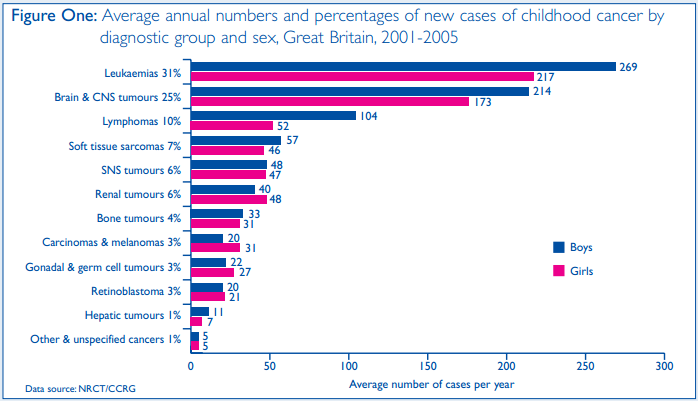 Figure One: Average annual numbers and percentages of new cases of childhood cancer by
diagnostic group and sex, Great Britain, 2001-2005
Leukaemias 31%
269
217
Brain & CNS tumours 25%
214
173
Lymphomas 10%
104
52
Soft tissue sarcomas 7%
57
46
SNS tumours 6%
48
47
Renal tumours 6%
40
48
Bone tumours 4%
33
31
Carcinomas & melanomas 3%
20
31
Gonadal & germ cell tumours 3%
22
27
Retinoblastoma 3%
20
21
Hepatic tumours 1%
11
7
Other & unspecified cancers 1%
5
5
Boys
Girls
0 50 100 150 200 250 300
Average number of cases per year
Data source: NRCT/CCRG